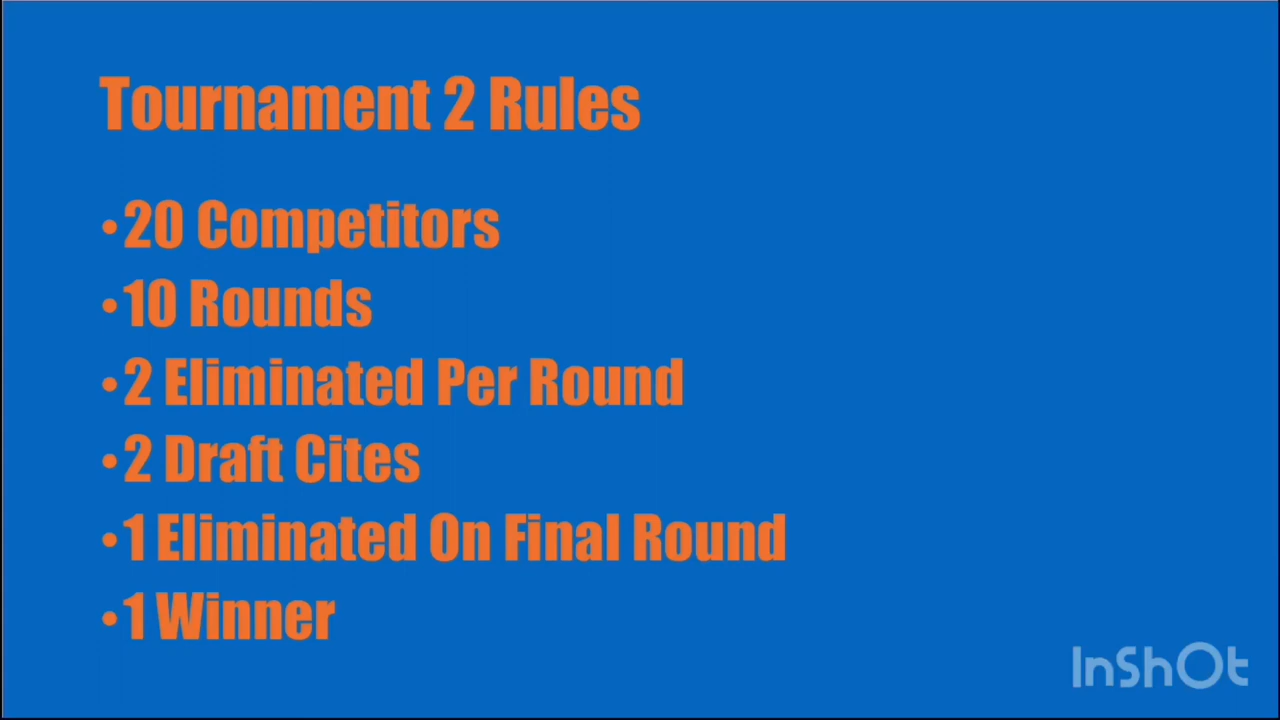 Tournament 2 Rules
•20 Competitors
•10 Rounds
•2 Eliminated Per Round
•2 Draft Cites
•1 Eliminated On Final Round
•1 Winner
InShOt